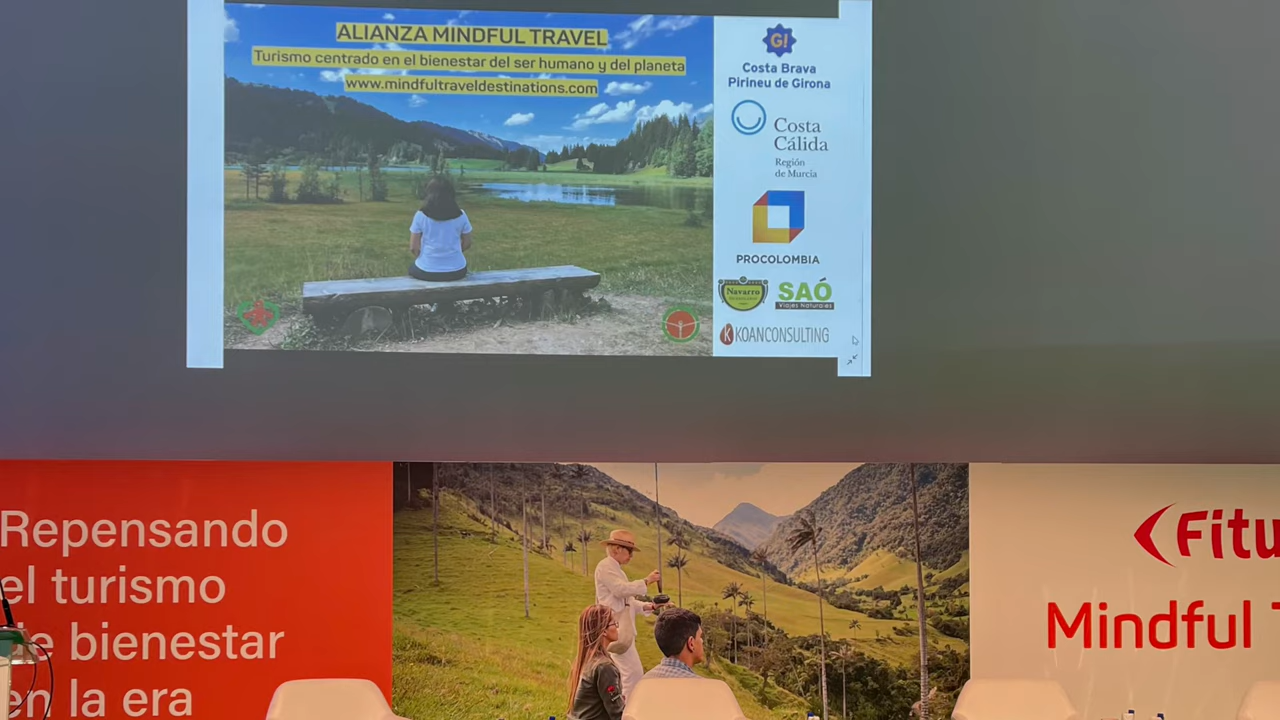 ALIANZA MINDFUL TRAVEL
Turismo centrado en el bienestar del ser humano y del planeta
www.mindfultraveldestinations.com
G!
Costa Brava
Pirineu de Girona
Costa
Cálida
Región
de Murcia
PROCOLOMBIA
Navarro
SAÓ
Viajes Naturales
K KOANCONSULTING
Repensando
el turismo
de bienestar
en la era
Fitu
Mindful T